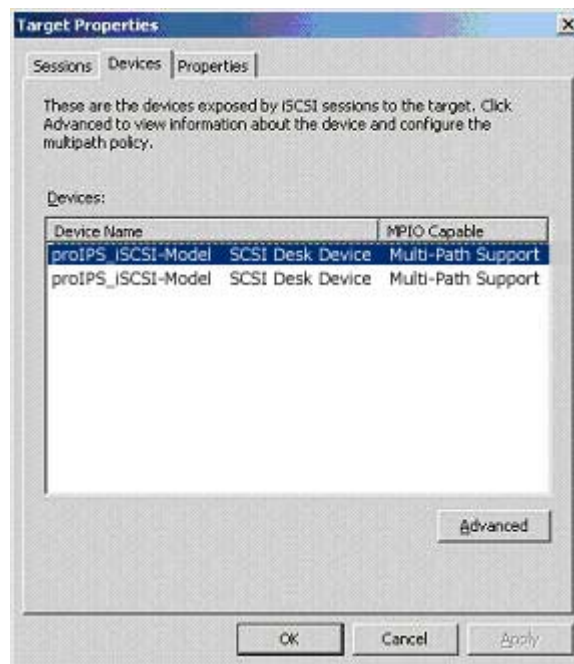 Target Properties
Sessions Devices Properties
These are the devices exposed by iSCSI sessions to the target. Click
Advanced to view information about the device and configure the
multipath policy.
Devices:
Device Name MPIO Capable
proIPS_iSCSI-Model SCSI Desk Device Multi-Path Support
proIPS_iSCSI-Model SCSI Desk Device Multi-Path Support
Advanced
OK Cancel Apply